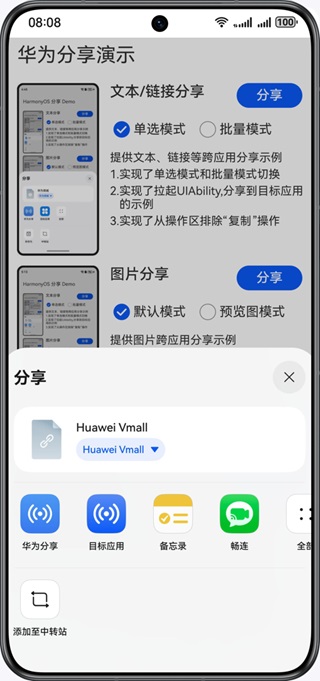 08:08
100
华为分享演示
HarmonyOS 分享 Demo
文本/链接分享
分享
单选模式
批量模式
提供文本、链接等跨应用分享示例
1.实现了单选模式和批量模式切换
2.实现了拉起UIAbility,分享到目标应用
的示例
3.实现了从操作区排除“复制”操作
HarmonyOS 分享 Demo
图片分享
分享
默认模式
预览图模式
提供图片跨应用分享示例
分享
Huawei Vmall
Huawei Vmall
华为分享
目标应用
备忘录
畅连
全部
添加至中转站